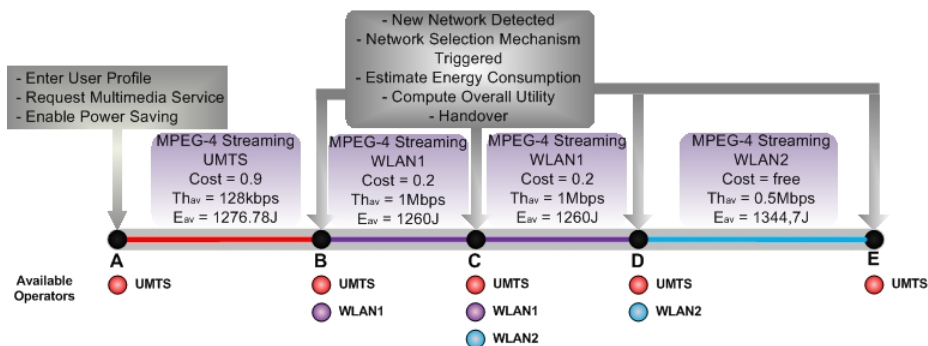 - New Network Detected
- Network Selection Mechanism
Triggered
- Estimate Energy Consumption
- Compute Overall Utility
- Handover
- Enter User Profile
- Request Multimedia Service
- Enable Power Saving
MPEG-4 Streaming
UMTS
Cost = 0.9
Thav = 128kbps
Eav = 1276.78J
MPEG-4 Streaming
WLAN1
Cost = 0.2
Thav = 1Mbps
Eav = 1260J
MPEG-4 Streaming
WLAN1
Cost = 0.2
Thav = 1Mbps
Eav = 1260J
MPEG-4 Streaming
WLAN2
Cost = free
Thav = 0.5Mbps
Eav = 1344,7J
A B C D E
Available
Operators
UMTS UMTS UMTS UMTS UMTS
WLAN1 WLAN1 WLAN2
WLAN2